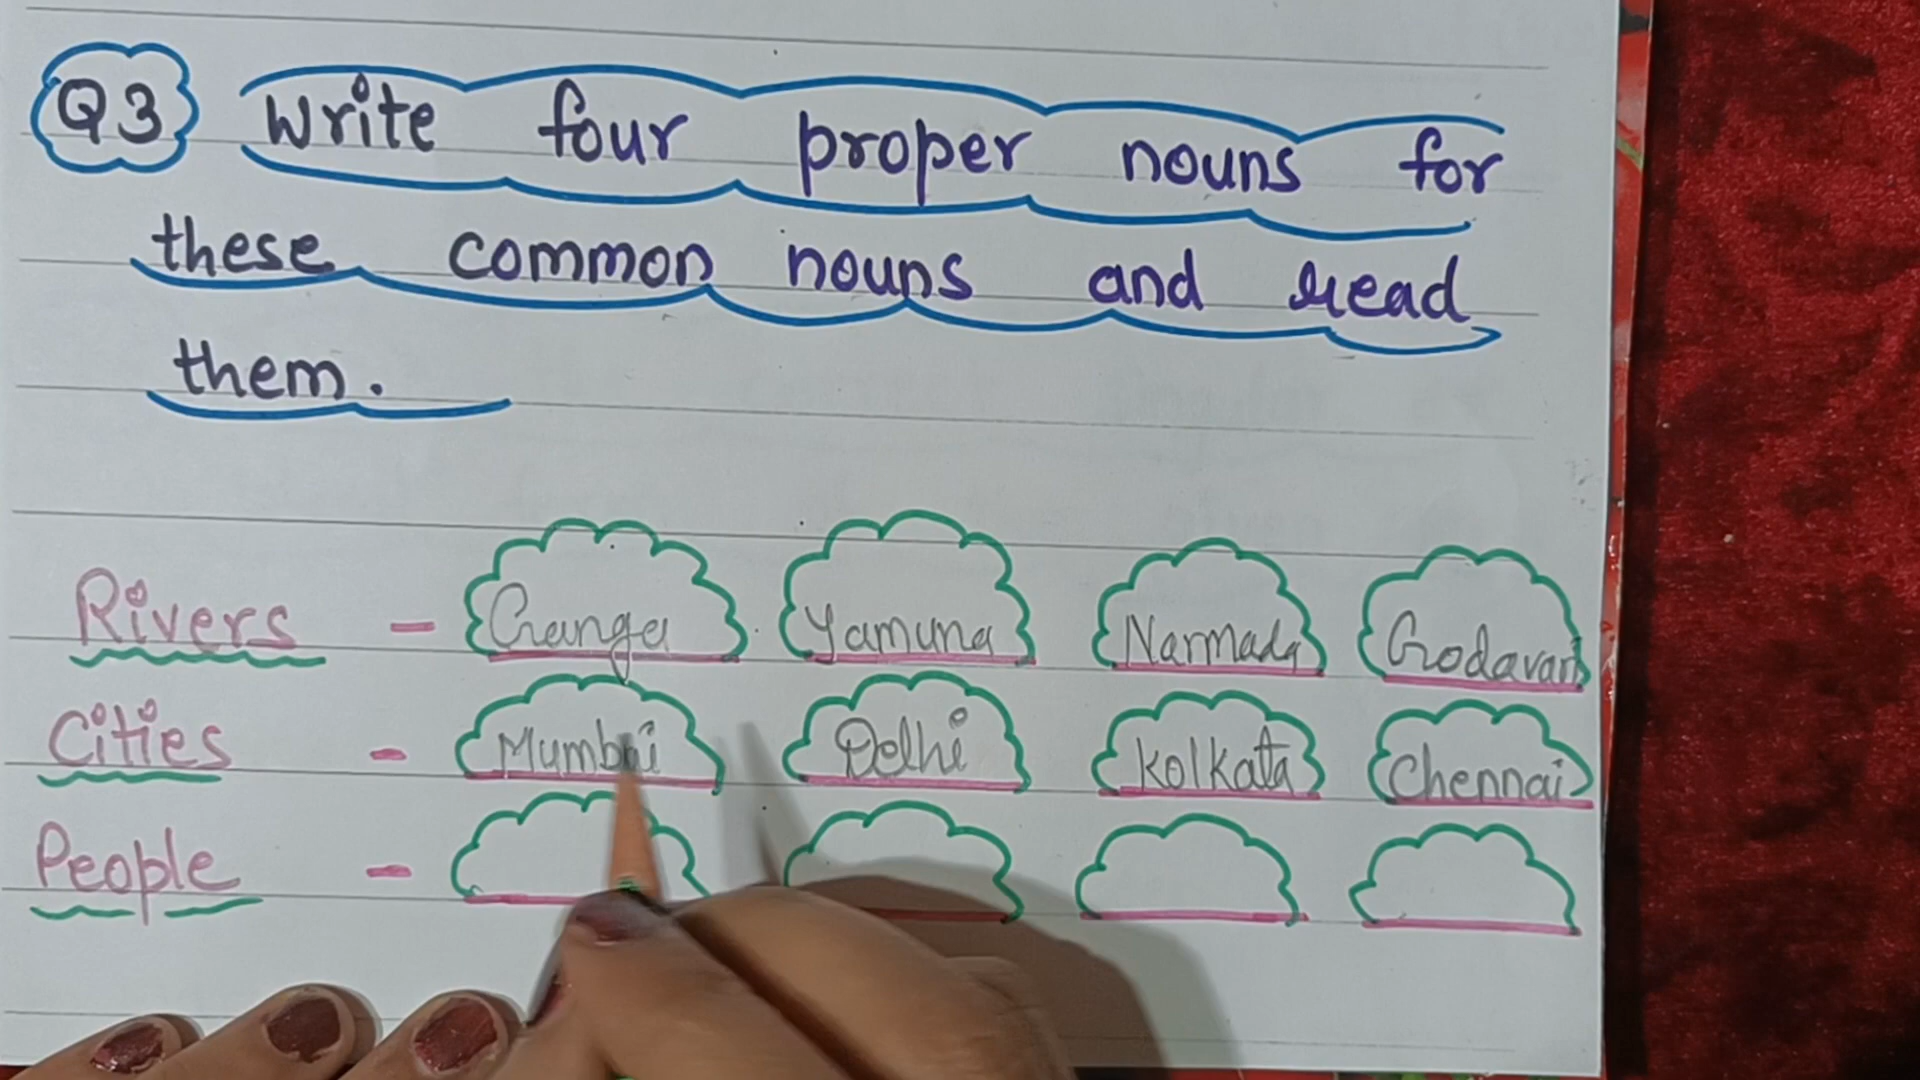 Q3 Write four proper nouns for
these common nouns and read
them.
Rivers - Ganga Yamuna Narmada Godavari
Cities - Mumbai Delhi Kolkata Chennai
People -